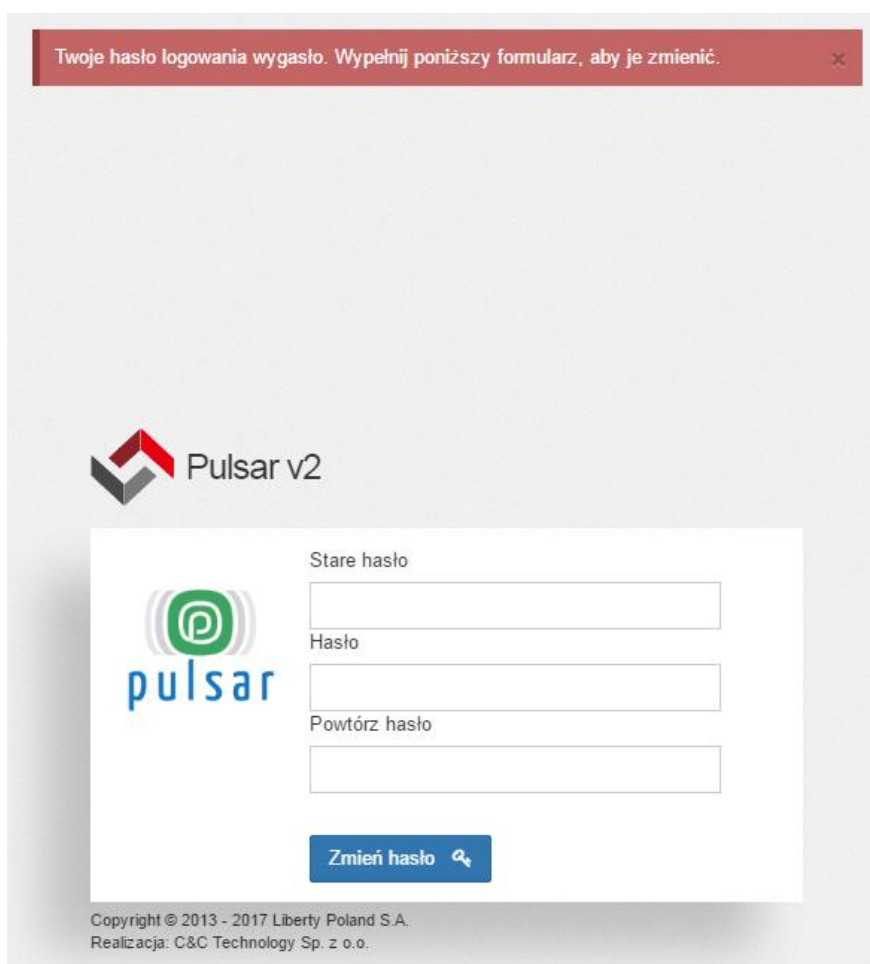 Twoje hasło logowania wygasło. Wypełnij poniższy formularz, aby je zmienić.
Pulsar v2
pulsar
Stare hasło
Hasło
Powtórz hasło
Zmień hasło
Copyright © 2013 - 2017 Liberty Poland S.A.
Realizacja: C&C Technology Sp. z o.o.